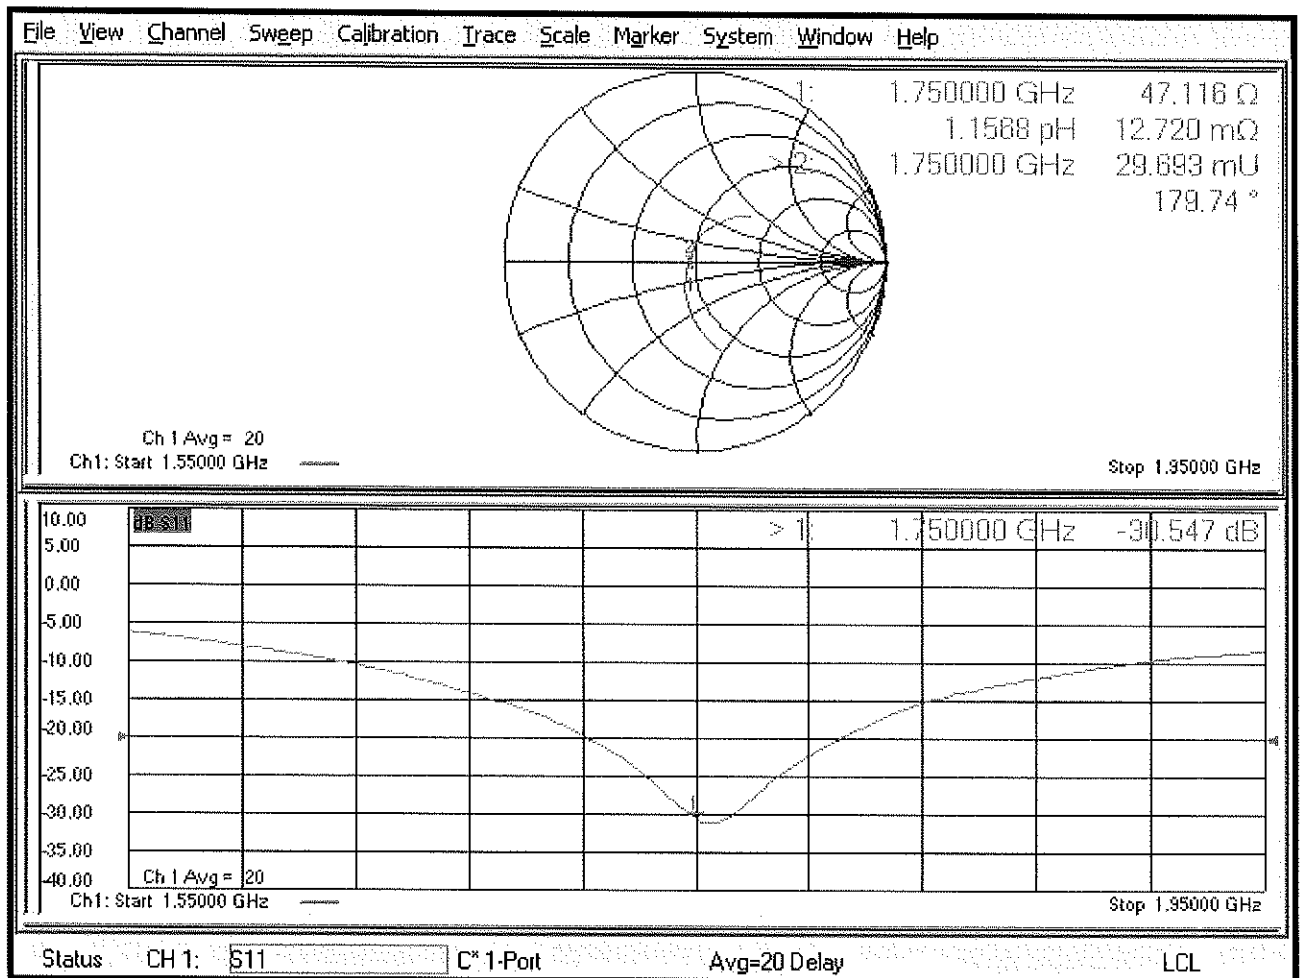 File View Channel Sweep Calibration Trace Scale Marker System Window Help
1: 1.750000 GHz 47.116 Ω
1.1568 pH 12.720 mΩ
> 2: 1.750000 GHz 29.693 mU
179.74 °
Ch 1 Avg = 20
Ch1: Start 1.55000 GHz Stop 1.95000 GHz
10.00 dB-S11 > 1: 1.750000 GHz -30.547 dB
5.00
0.00
-5.00
-10.00
-15.00
-20.00
-25.00
-30.00 1
-35.00
-40.00 Ch 1 Avg = 20
Ch1: Start 1.55000 GHz Stop 1.95000 GHz
Status CH 1: S11 C* 1-Port Avg=20 Delay LCL